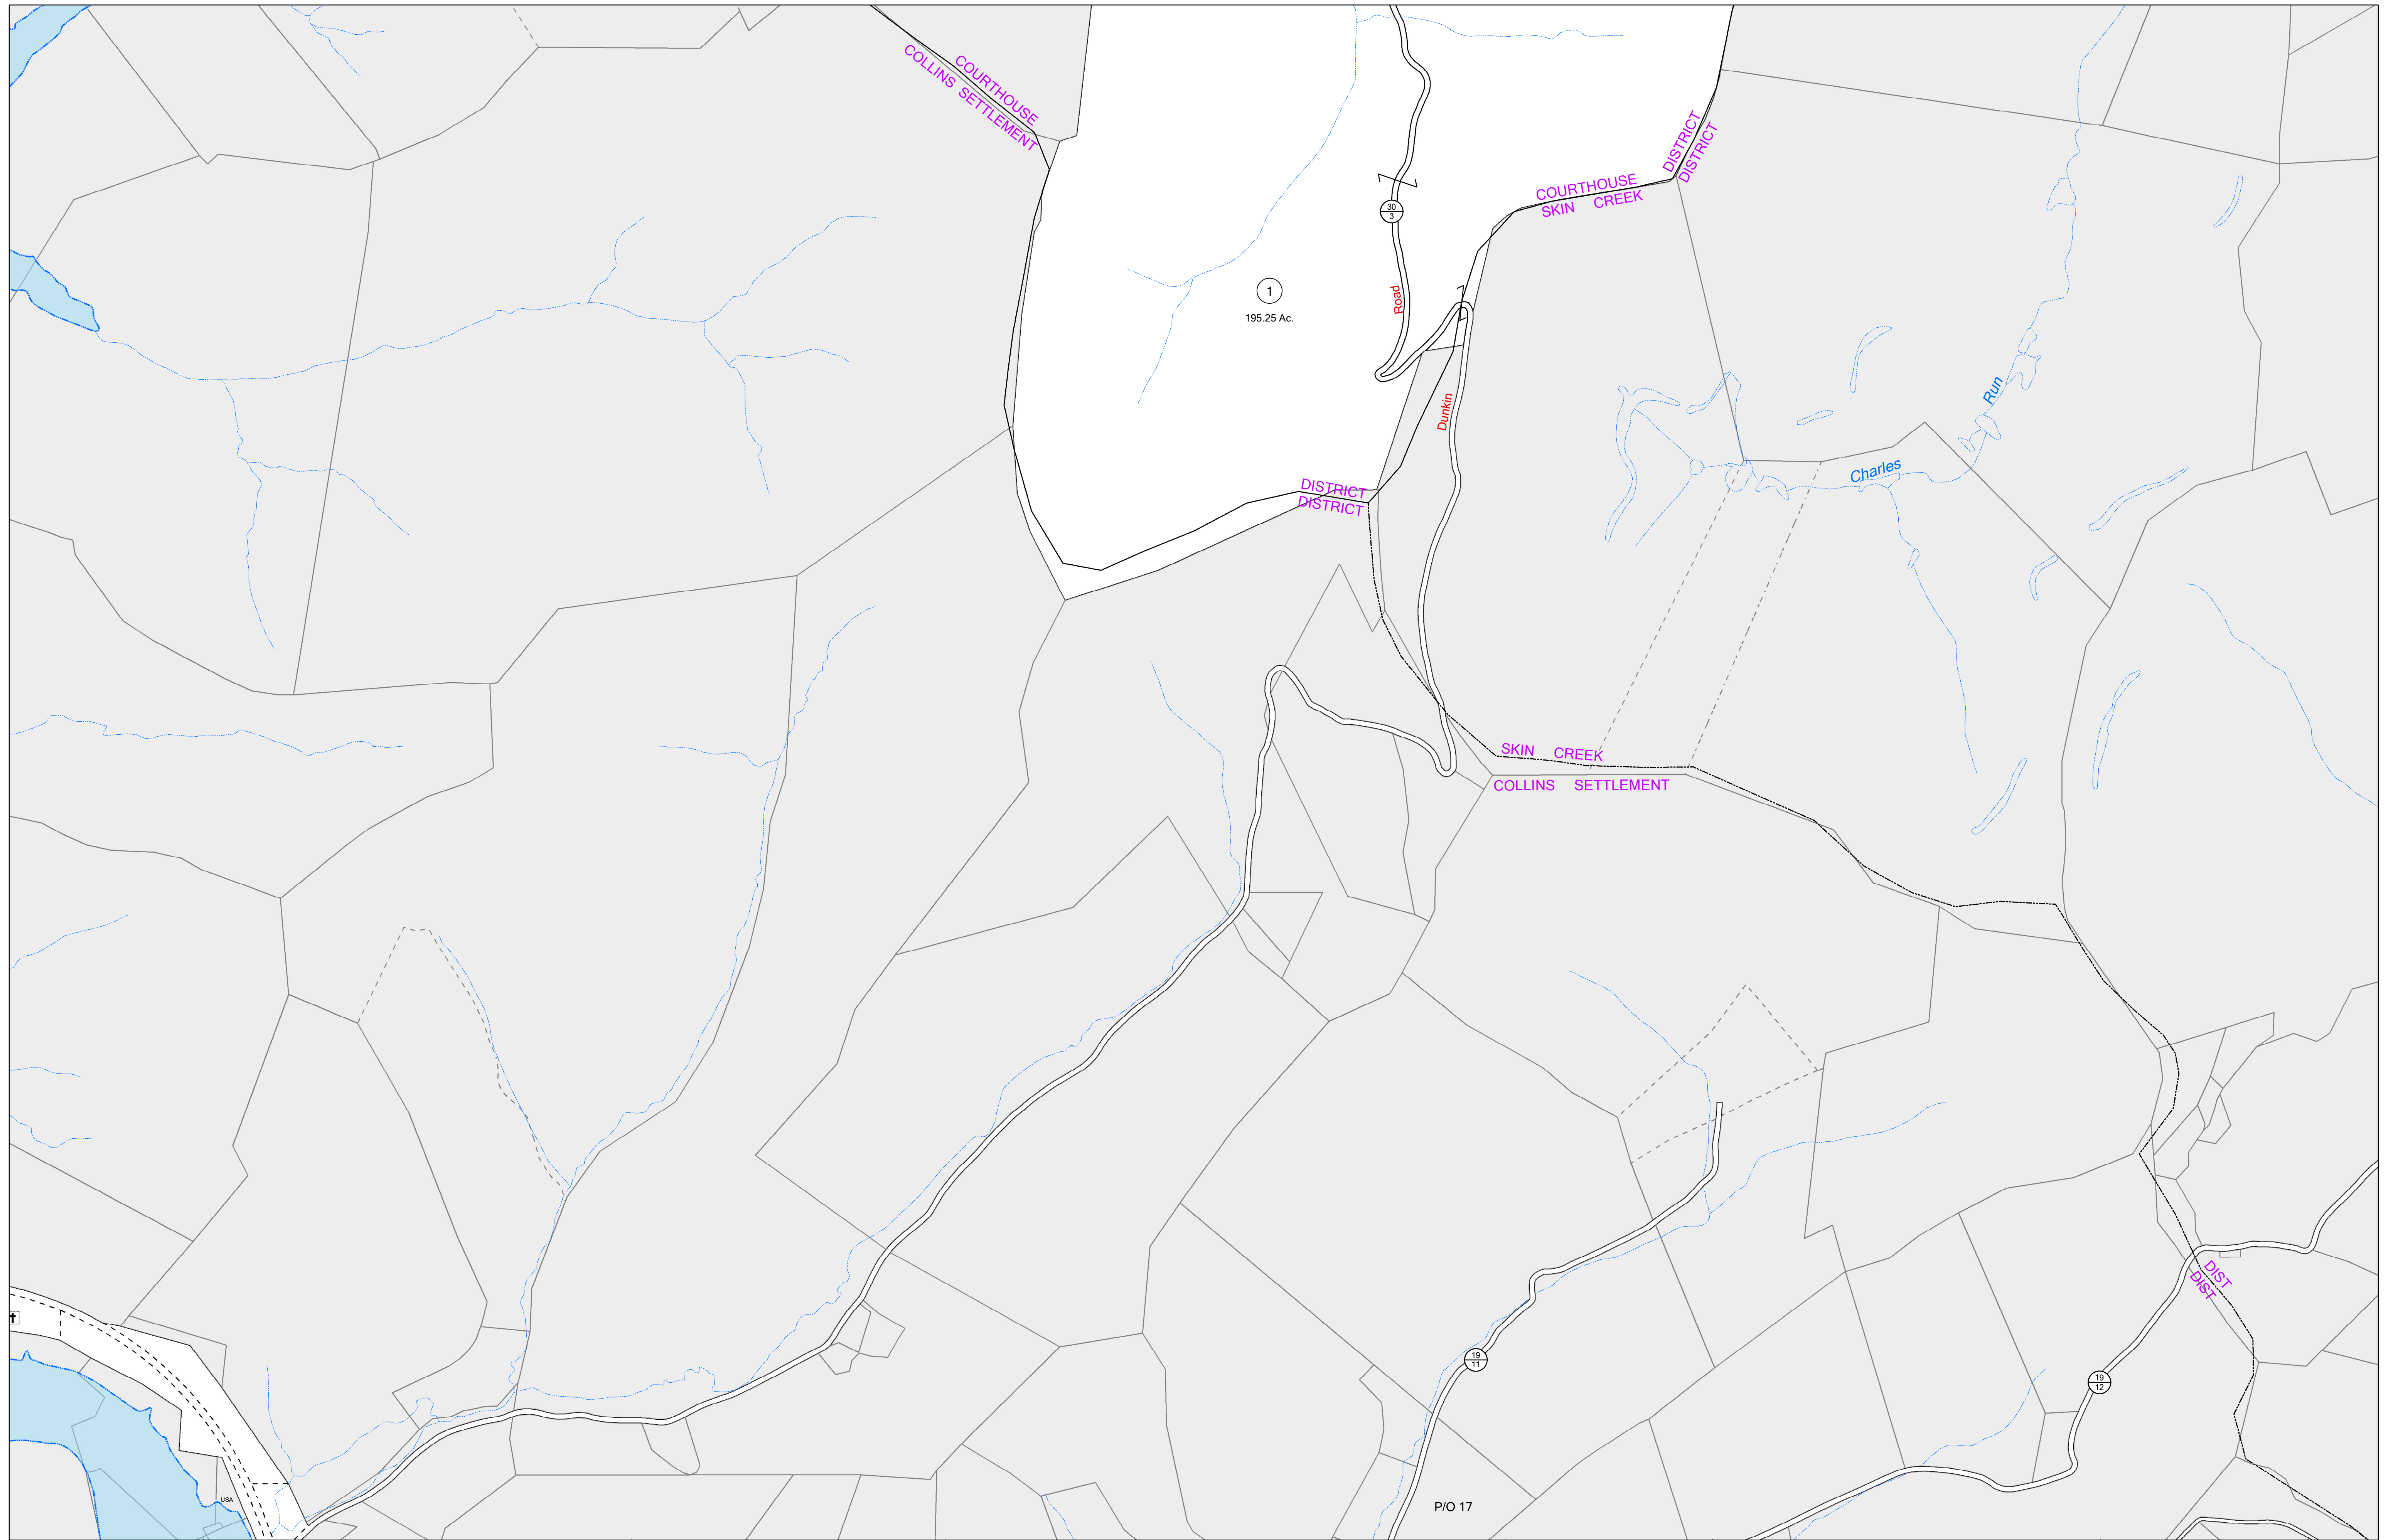 COURTHOUSE
COLLINS SETTLEMENT
DISTRICT
DISTRICT
COURTHOUSE
SKIN CREEK
30
3
1
195.25 Ac.
Road
Dunkin
Run
Charles
DISTRICT
DISTRICT
SKIN CREEK
COLLINS SETTLEMENT
DIST
DIST
19
11
19
12
USA
P/O 17